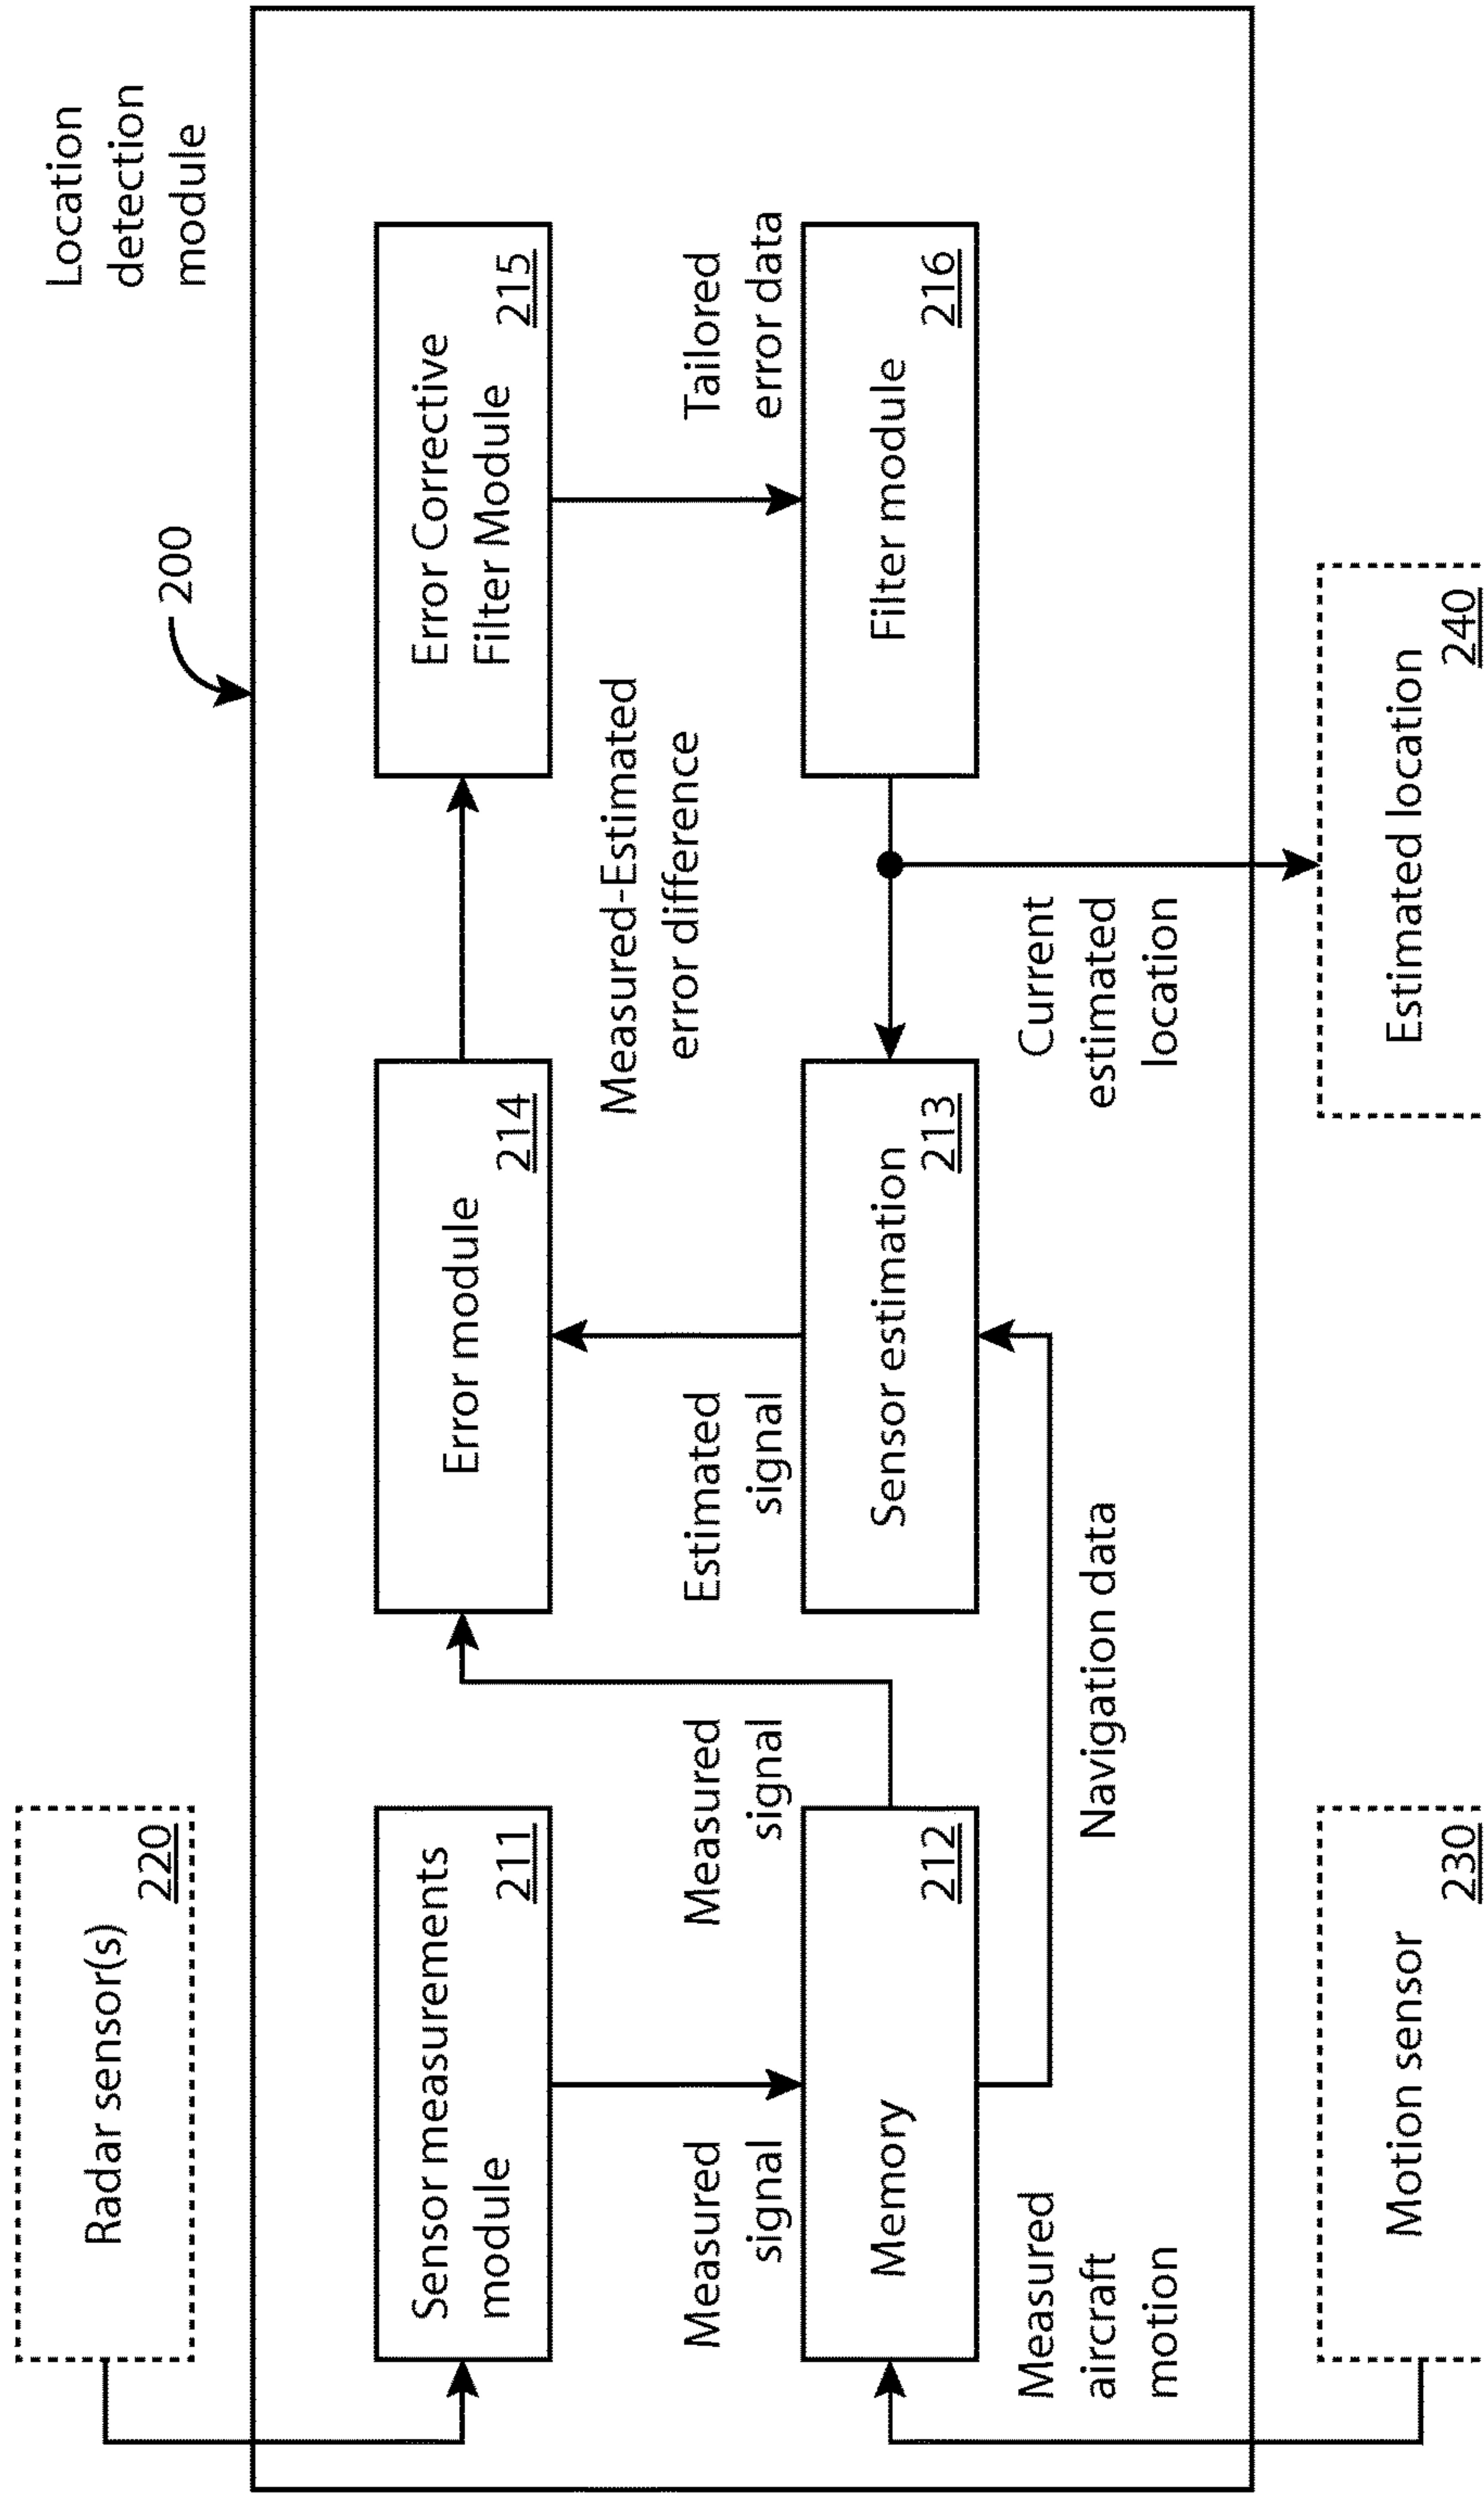 Location
detection
module
200
Radar sensor(s)
220
Sensor measurements
module
211
Error module
214
Error Corrective
Filter Module
215
Measured
signal
Measured
signal
Estimated
signal
Measured-Estimated
error difference
Tailored
error data
Memory
212
Sensor estimation
213
Filter module
216
Measured
aircraft
motion
Navigation data
Current
estimated
location
Motion sensor
230
Estimated location
240